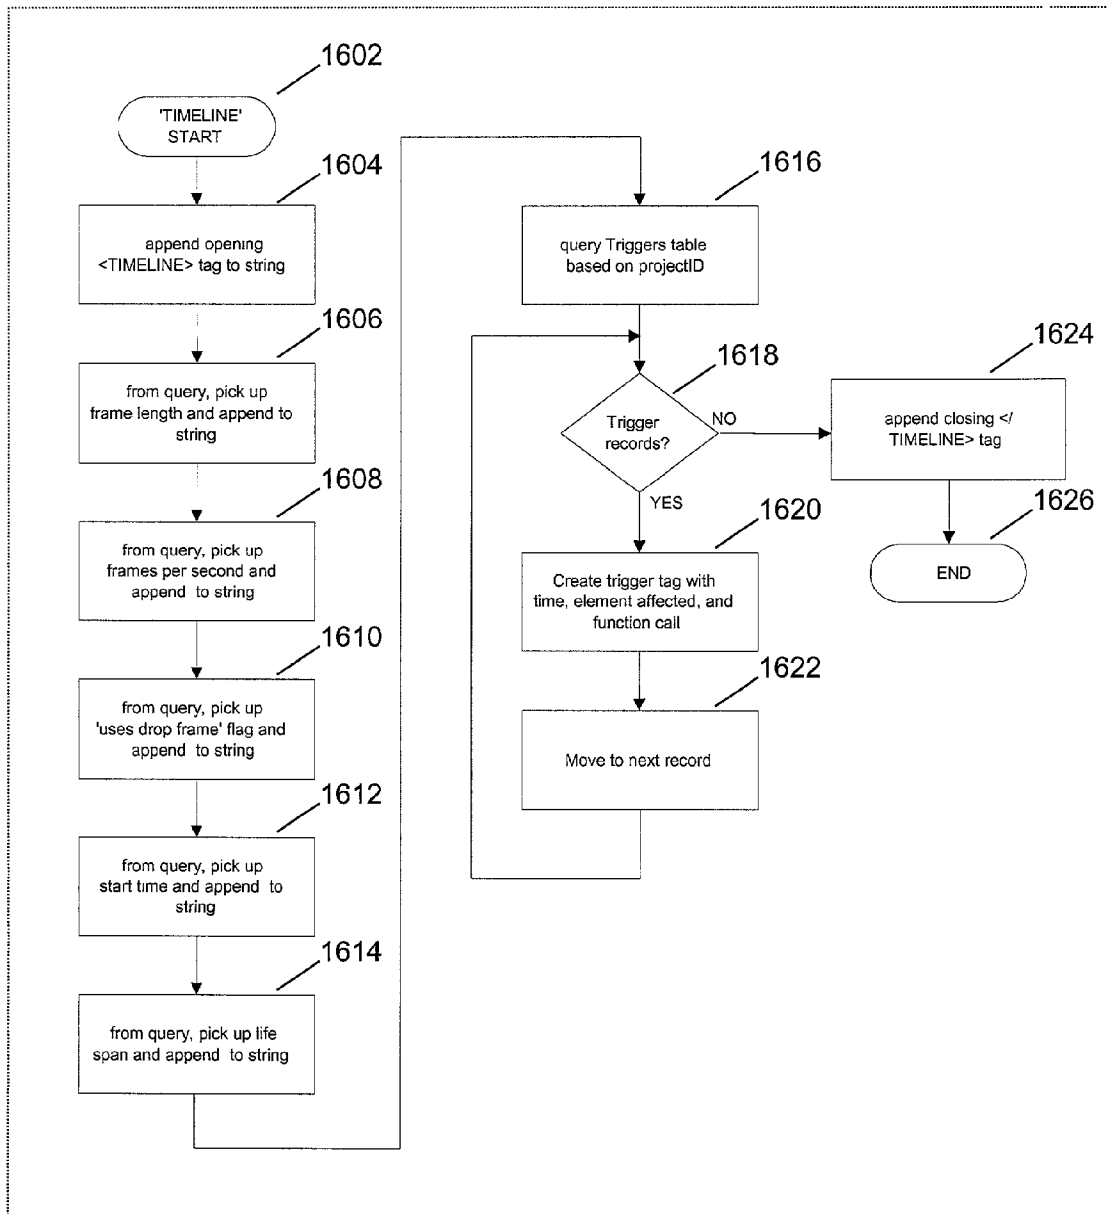 1602
'TIMELINE'
START
1604
append opening
<TIMELINE> tag to string
1606
from query, pick up
frame length and append to
string
1608
from query, pick up
frames per second and
append to string
1610
from query, pick up
'uses drop frame' flag and
append to string
1612
from query, pick up
start time and append to
string
1614
from query, pick up life
span and append to string
1616
query Triggers table
based on projectID
1618
Trigger
records?
NO
YES
1620
Create trigger tag with
time, element affected, and
function call
1622
Move to next record
1624
append closing </
TIMELINE> tag
1626
END